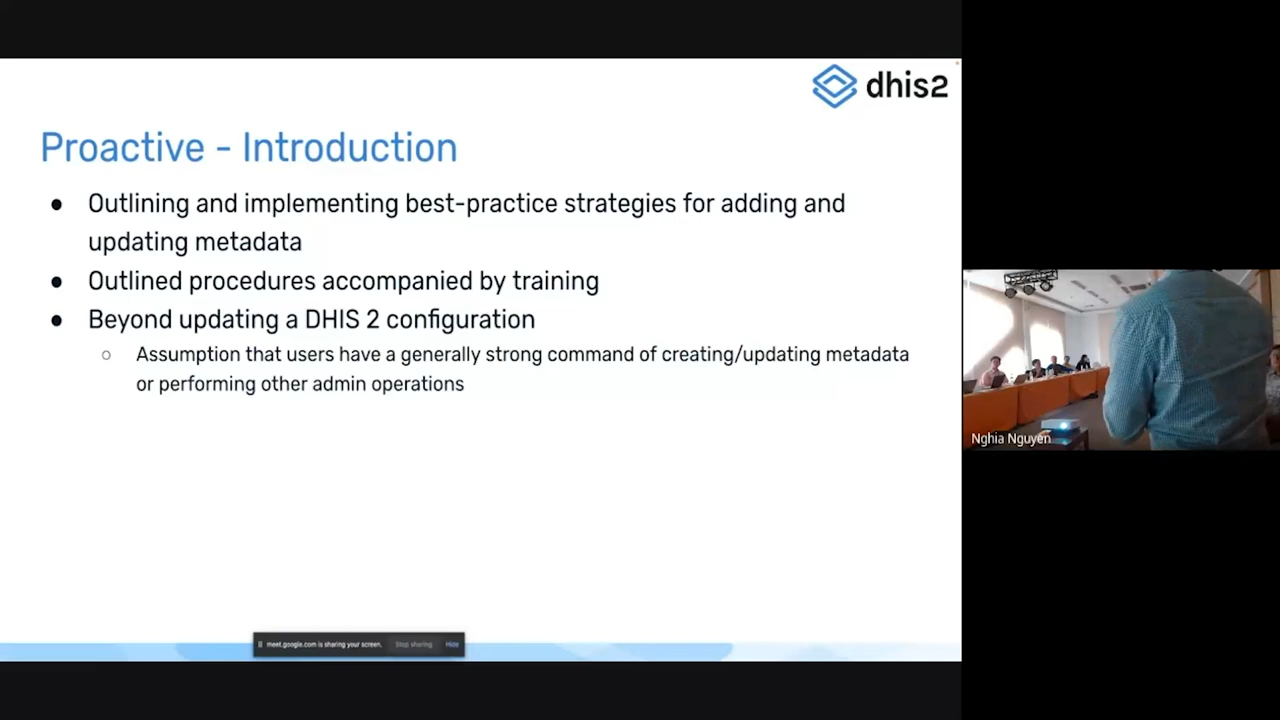 dhis2
Proactive - Introduction
● Outlining and implementing best-practice strategies for adding and
updating metadata
● Outlined procedures accompanied by training
● Beyond updating a DHIS 2 configuration
○ Assumption that users have a generally strong command of creating/updating metadata
or performing other admin operations
meet.google.com is sharing your screen.
Stop sharing
Hide
Nghia Nguyen